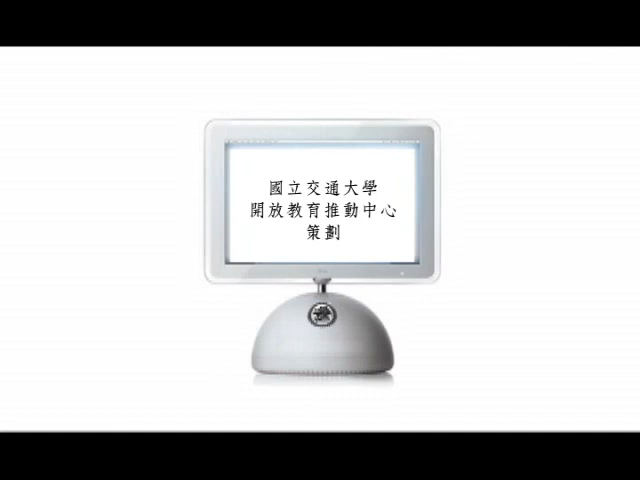 國立交通大學
開放教育推動中心
策劃